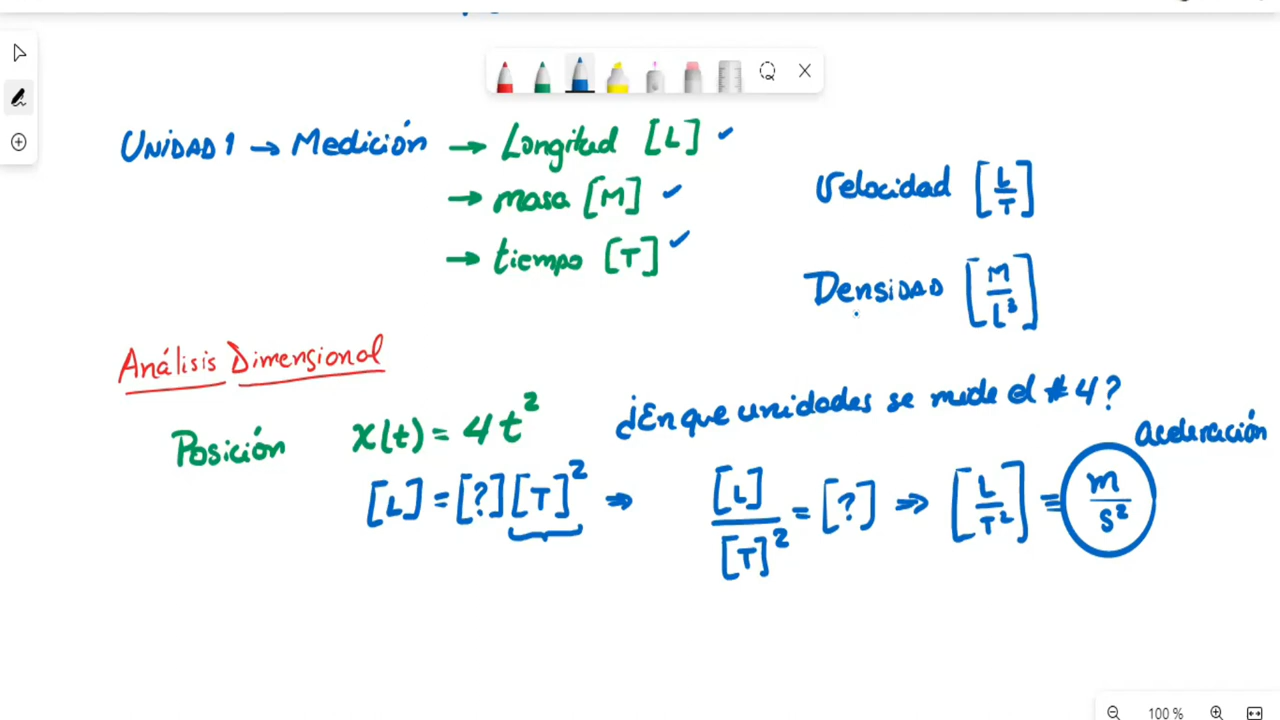 UNIDAD 1 → Medición → Longitud [L] ✓
→ masa [M] ✓
→ tiempo [T] ✓
Velocidad [L/T]
Densidad [M/L³]
Análisis Dimensional
Posición x(t) = 4t²
¿En que unidades se mide el #4?
[L] = [?][T]² → [L]/[T]² = [?] → [L/T²] = m/s²
aceleración
100 %